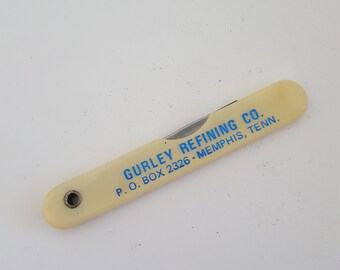 GURLEY REFINING CO.
P. O. BOX 2326 - MEMPHIS, TENN.